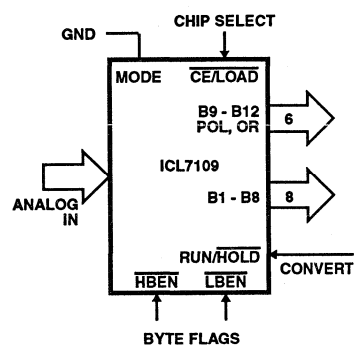 GND
CHIP SELECT
MODE
CE/LOAD
B9 - B12
POL, OR
6
ICL7109
ANALOG
IN
B1 - B8
8
RUN/HOLD
CONVERT
HBEN
LBEN
BYTE FLAGS